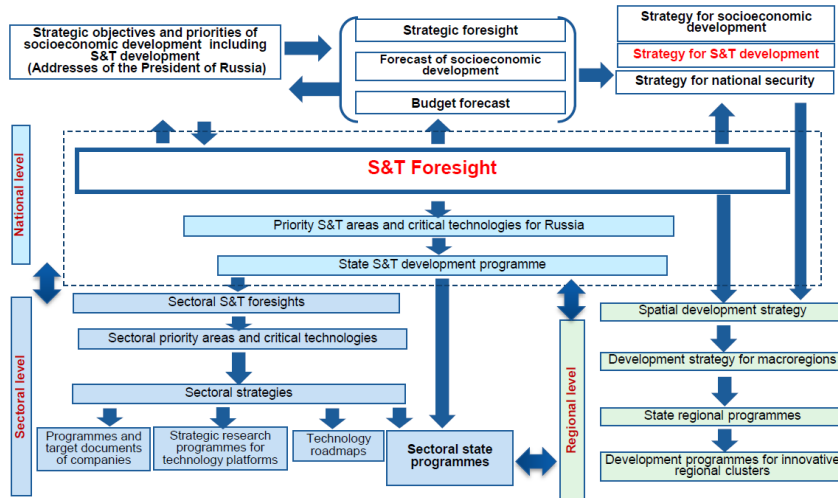 Strategic objectives and priorities of
socioeconomic development including
S&T development
(Addresses of the President of Russia)
Strategic foresight
Forecast of socioeconomic
development
Budget forecast
Strategy for socioeconomic
development
Strategy for S&T development
Strategy for national security
National level
S&T Foresight
Priority S&T areas and critical technologies for Russia
State S&T development programme
Sectoral level
Sectoral S&T foresights
Sectoral priority areas and critical technologies
Sectoral strategies
Programmes and
target documents
of companies
Strategic research
programmes for
technology platforms
Technology
roadmaps
Sectoral state
programmes
Regional level
Spatial development strategy
Development strategy for macroregions
State regional programmes
Development programmes for innovative
regional clusters